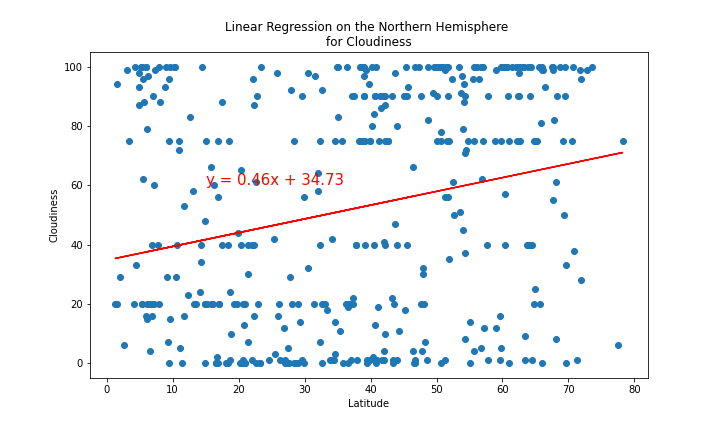 Linear Regression on the Northern Hemisphere
for Cloudiness
100
80
60
40
20
0
Cloudiness
y = 0.46x + 34.73
0 10 20 30 40 50 60 70 80
Latitude